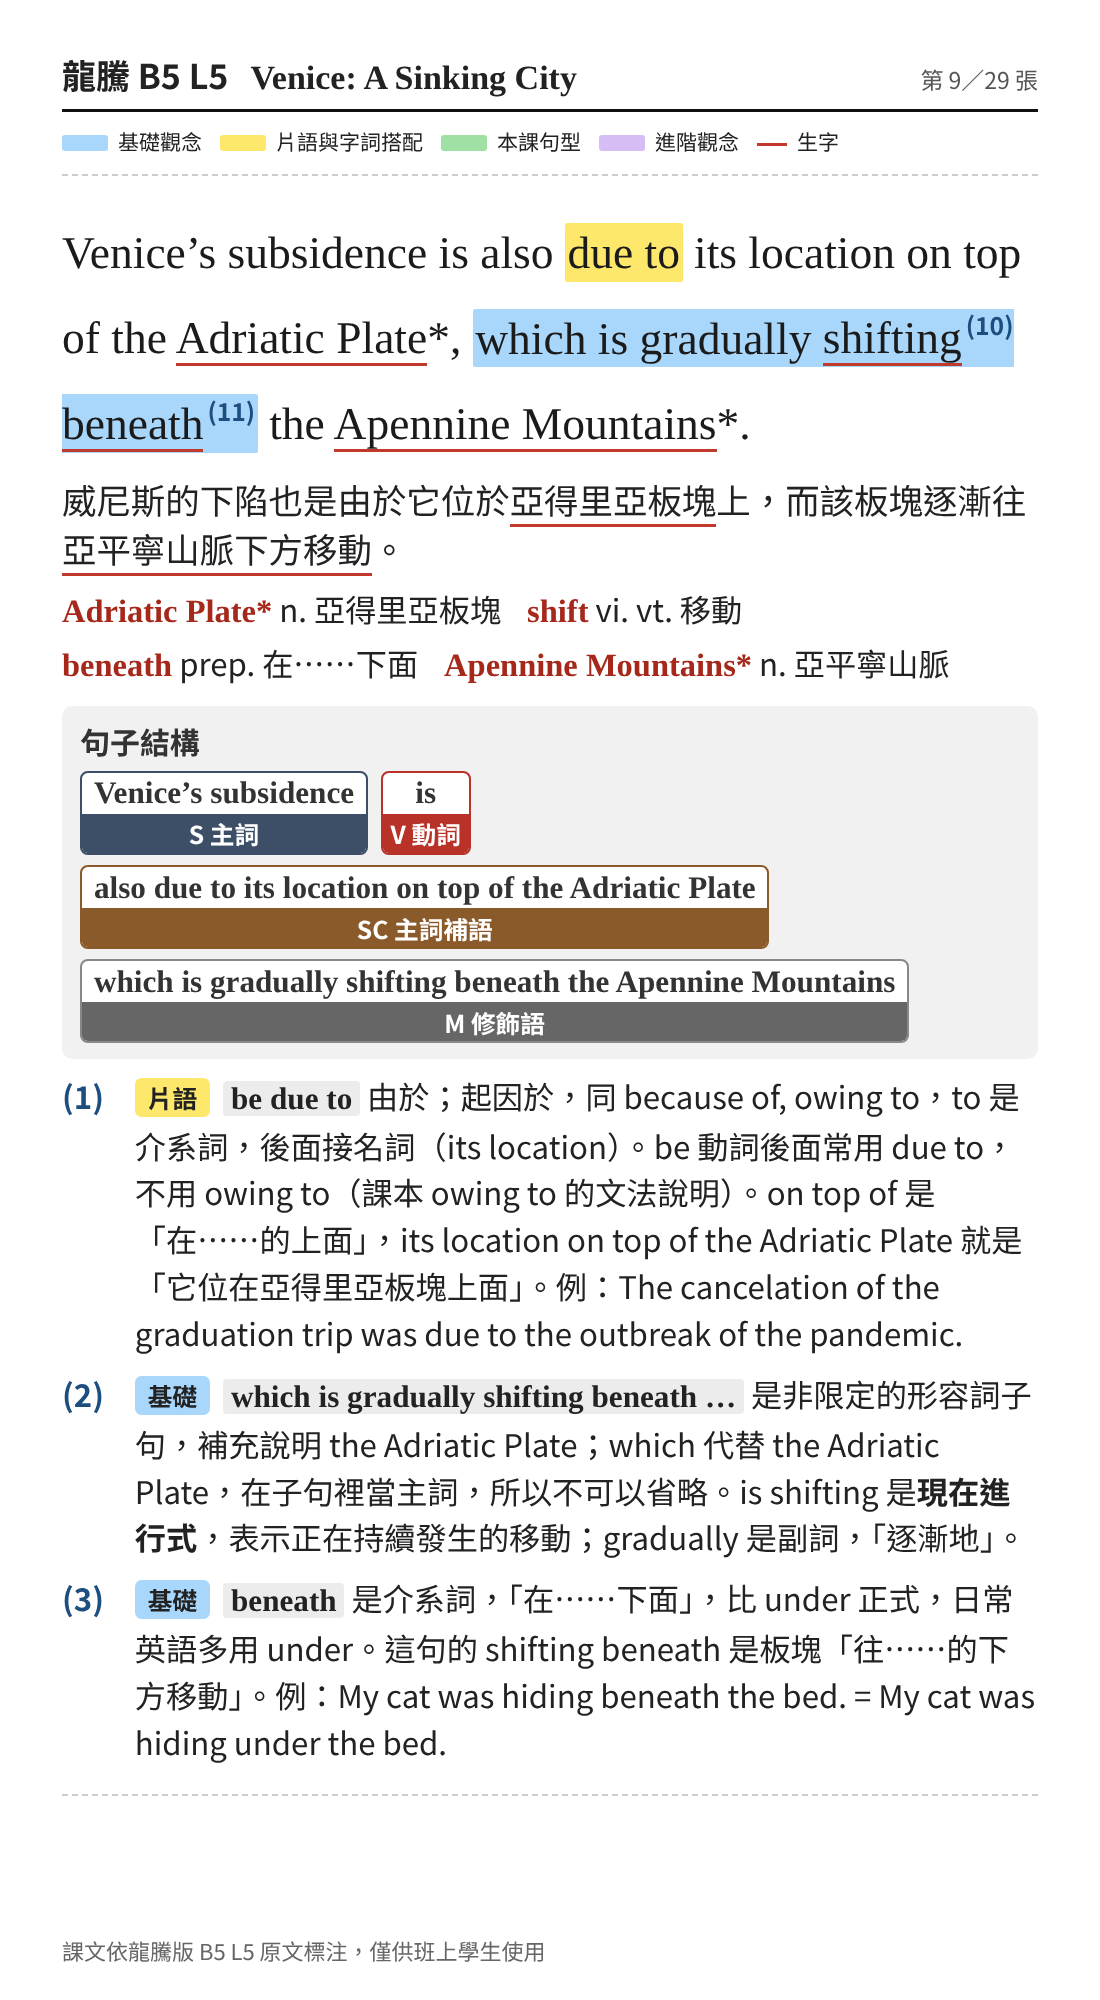 龍騰 B5 L5 Venice: A Sinking City
第 9／29 張
基礎觀念 片語與字詞搭配 本課句型 進階觀念 生字
Venice’s subsidence is also due to its location on top
of the Adriatic Plate*, which is gradually shifting(10)
beneath(11) the Apennine Mountains*.
威尼斯的下陷也是由於它位於亞得里亞板塊上，而該板塊逐漸往
亞平寧山脈下方移動。
Adriatic Plate* n. 亞得里亞板塊 shift vi. vt. 移動
beneath prep. 在⋯⋯下面 Apennine Mountains* n. 亞平寧山脈
句子結構
Venice’s subsidence is
S 主詞 V 動詞
also due to its location on top of the Adriatic Plate
SC 主詞補語
which is gradually shifting beneath the Apennine Mountains
M 修飾語
(1) 片語 be due to 由於；起因於，同 because of, owing to，to 是
介系詞，後面接名詞（its location）。be 動詞後面常用 due to，
不用 owing to（課本 owing to 的文法說明）。on top of 是
「在⋯⋯的上面」，its location on top of the Adriatic Plate 就是
「它位在亞得里亞板塊上面」。例：The cancelation of the
graduation trip was due to the outbreak of the pandemic.
(2) 基礎 which is gradually shifting beneath … 是非限定的形容詞子
句，補充說明 the Adriatic Plate；which 代替 the Adriatic
Plate，在子句裡當主詞，所以不可以省略。is shifting 是現在進
行式，表示正在持續發生的移動；gradually 是副詞，「逐漸地」。
(3) 基礎 beneath 是介系詞，「在⋯⋯下面」，比 under 正式，日常
英語多用 under。這句的 shifting beneath 是板塊「往⋯⋯的下
方移動」。例：My cat was hiding beneath the bed. = My cat was
hiding under the bed.
課文依龍騰版 B5 L5 原文標注，僅供班上學生使用